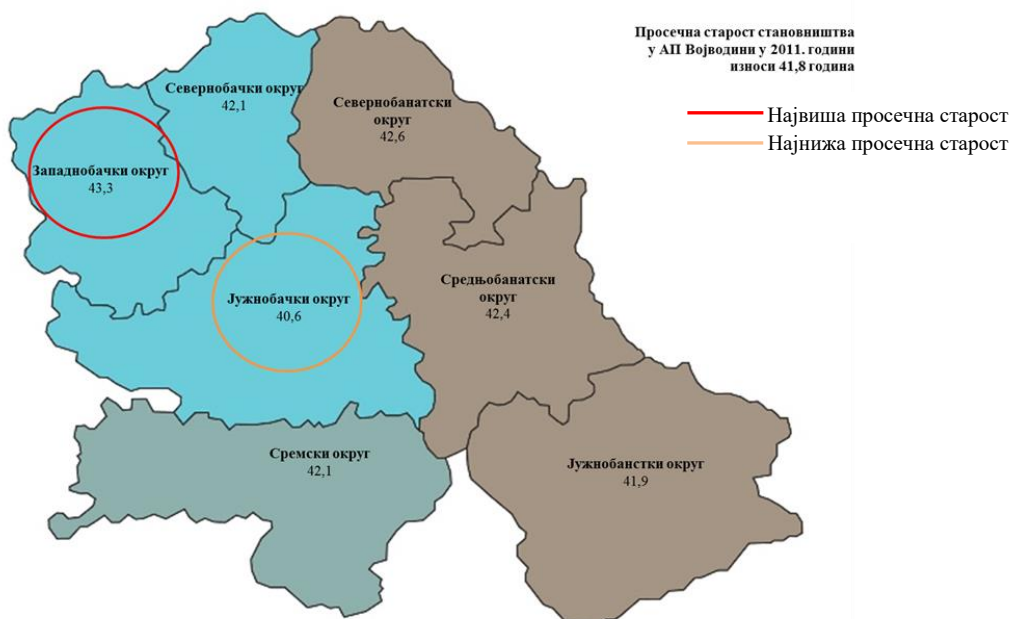 Просечна старост становништва
у АП Војводини у 2011. години
износи 41,8 година
Највиша просечна старост
Најнижа просечна старост
Севернобачки округ
42,1
Севернобанатски
округ
42,6
Западнобачки округ
43,3
Јужнобачки округ
40,6
Средњобанатски
округ
42,4
Сремски округ
42,1
Јужнобанстки округ
41,9